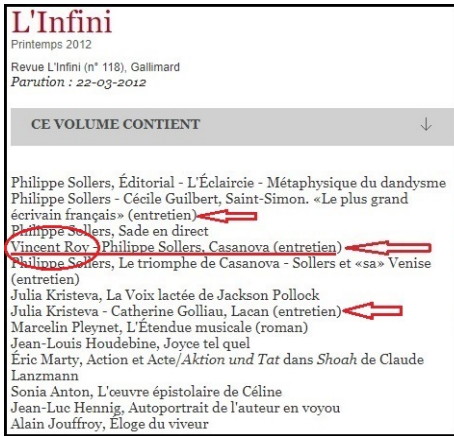 L'Infini
Printemps 2012
Revue L'Infini (n° 118), Gallimard
Parution : 22-03-2012
CE VOLUME CONTIENT
Philippe Sollers, Éditorial - L'Éclaircie - Métaphysique du dandysme
Philippe Sollers - Cécile Guilbert, Saint-Simon. «Le plus grand
écrivain français» (entretien)
Philippe Sollers, Sade en direct
Vincent Roy - Philippe Sollers, Casanova (entretien)
Philippe Sollers, Le triomphe de Casanova - Sollers et «sa» Venise
(entretien)
Julia Kristeva, La Voix lactée de Jackson Pollock
Julia Kristeva - Catherine Golliau, Lacan (entretien)
Marcelin Pleynet, L'Étendue musicale (roman)
Jean-Louis Houdebine, Joyce tel quel
Éric Marty, Action et Acte/Aktion und Tat dans Shoah de Claude
Lanzmann
Sonia Anton, L'œuvre épistolaire de Céline
Jean-Luc Hennig, Autoportrait de l'auteur en voyou
Alain Jouffroy, Éloge du viveur